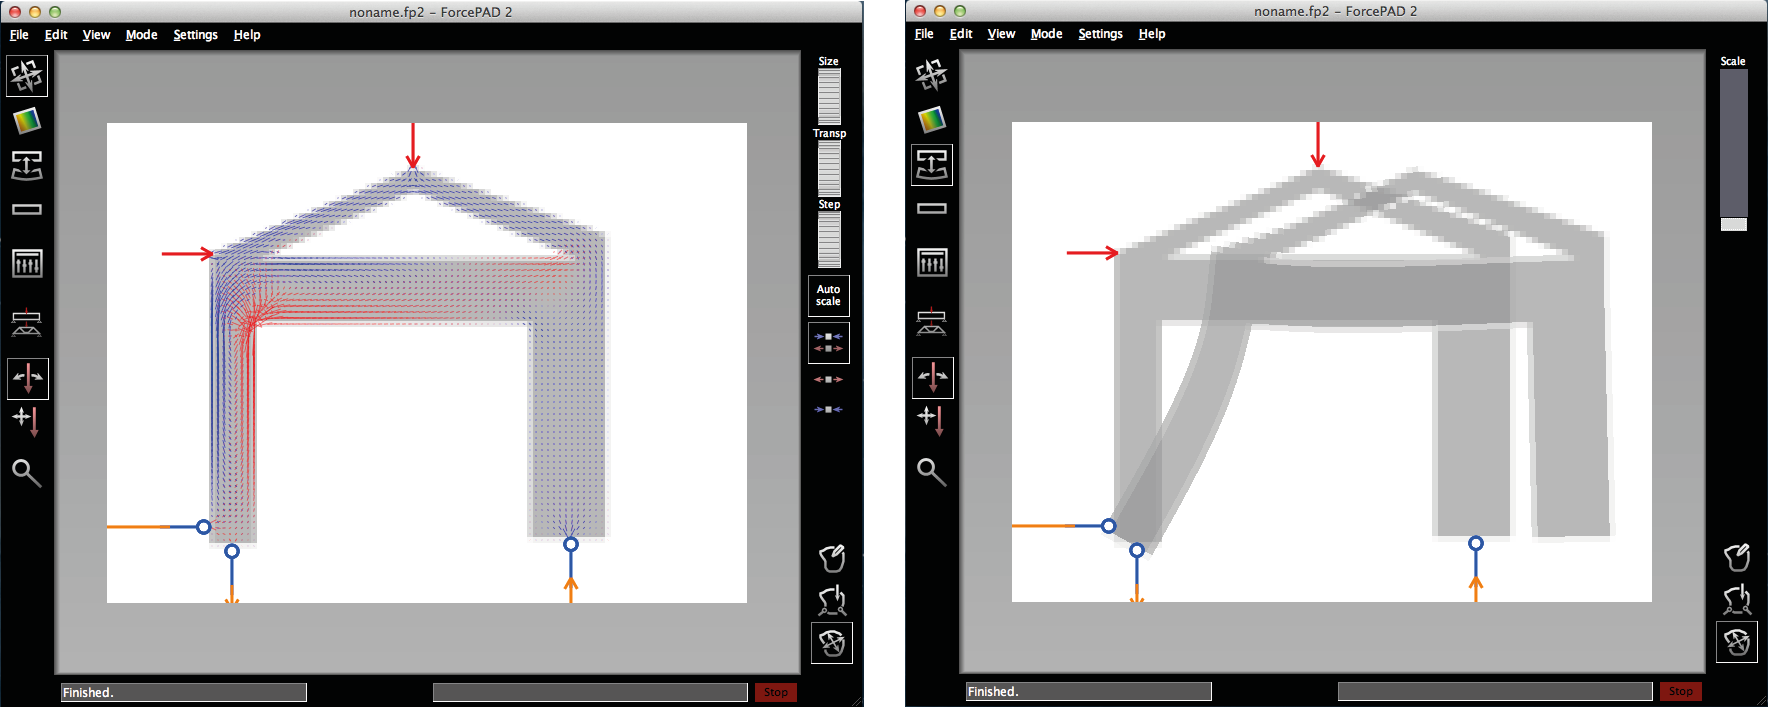 noname.fp2 - ForcePAD 2
File Edit View Mode Settings Help
Size
Transp
Step
Auto
scale
Finished.
Stop
noname.fp2 - ForcePAD 2
File Edit View Mode Settings Help
Scale
Finished.
Stop